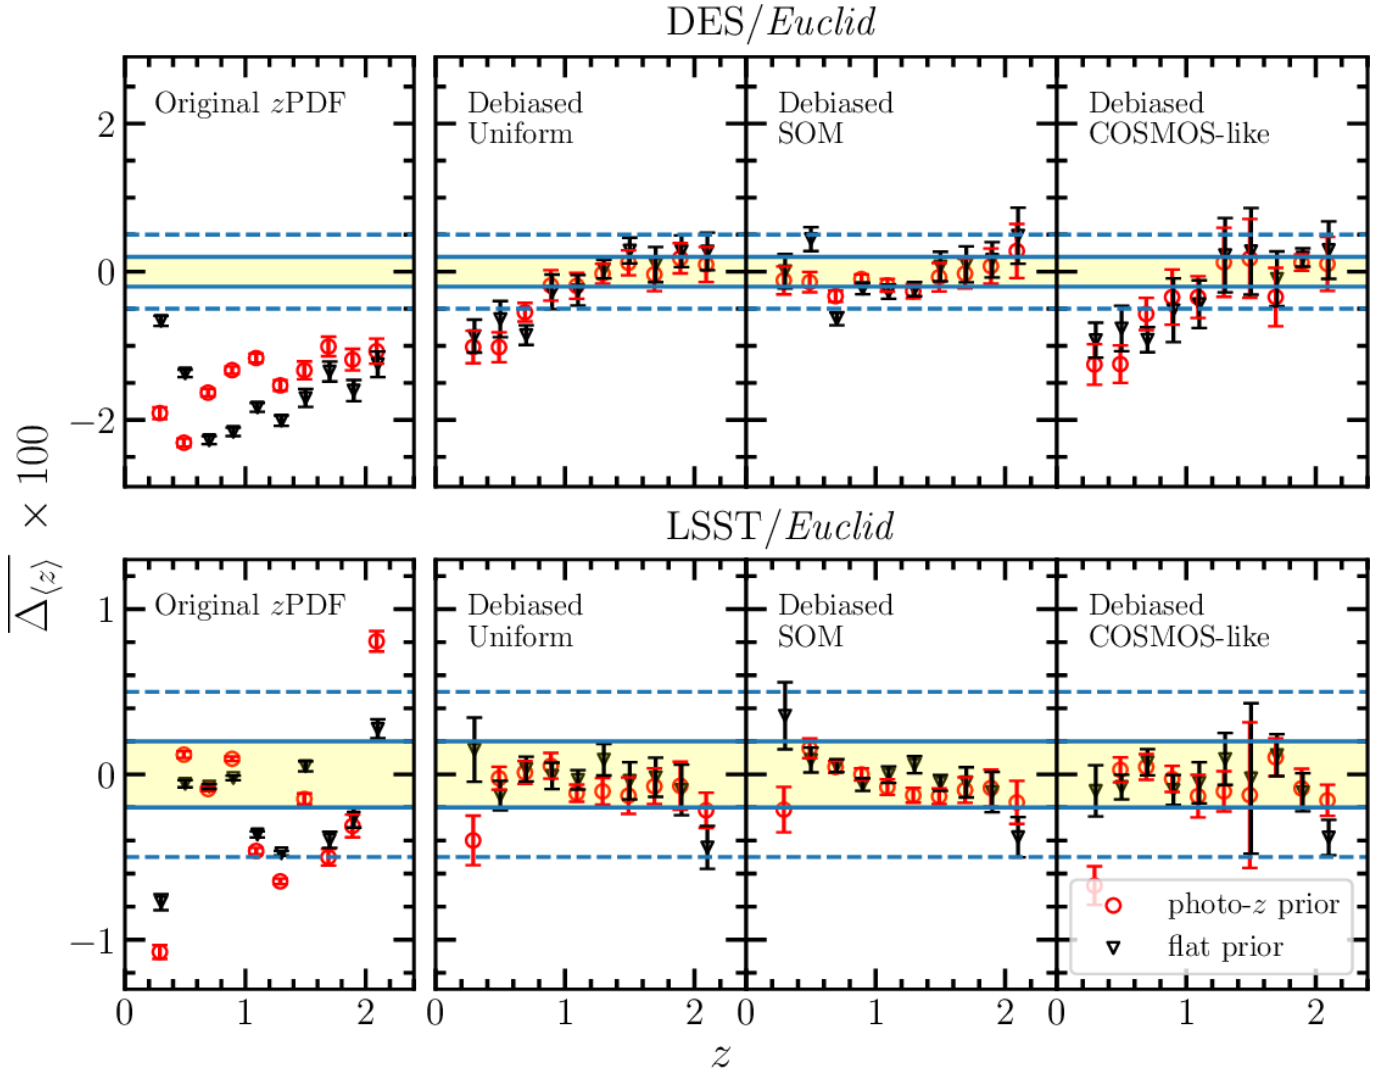 DES/Euclid
Original zPDF
Debiased
Uniform
Debiased
SOM
Debiased
COSMOS-like
2
0
−2
Δ⟨z⟩ × 100
LSST/Euclid
Original zPDF
Debiased
Uniform
Debiased
SOM
Debiased
COSMOS-like
1
0
−1
photo-z prior
flat prior
0 1 2 0 1 2 0 1 2 0 1 2
z